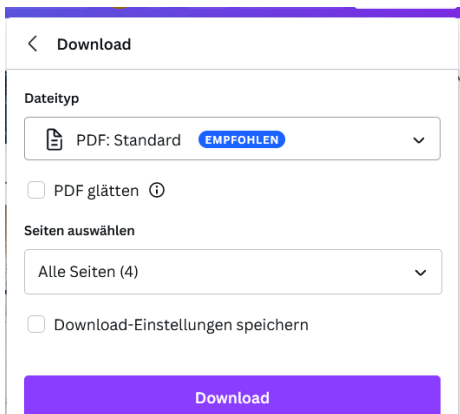 Download
Dateityp
PDF: Standard EMPFOHLEN
PDF glätten
Seiten auswählen
Alle Seiten (4)
Download-Einstellungen speichern
Download